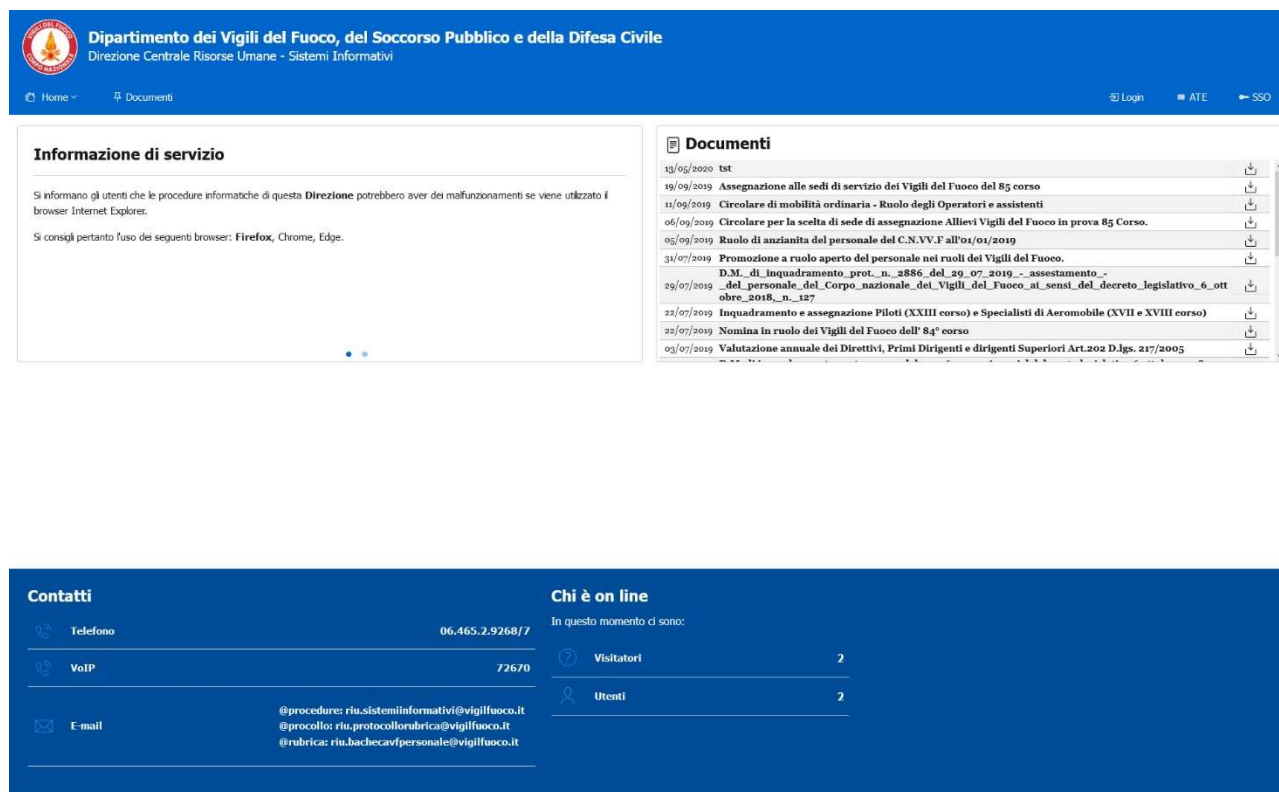 VIGILI DEL FUOCO
CORPO NAZIONALE
Dipartimento dei Vigili del Fuoco, del Soccorso Pubblico e della Difesa Civile
Direzione Centrale Risorse Umane - Sistemi Informativi
Home
Documenti
Login
ATE
SSO
Informazione di servizio
Si informano gli utenti che le procedure informatiche di questa Direzione potrebbero aver dei malfunzionamenti se viene utilizzato il
browser Internet Explorer.
Si consigli pertanto l'uso dei seguenti browser: Firefox, Chrome, Edge.
Documenti
13/05/2020 tst
19/09/2019 Assegnazione alle sedi di servizio dei Vigili del Fuoco del 85 corso
11/09/2019 Circolare di mobilità ordinaria - Ruolo degli Operatori e assistenti
06/09/2019 Circolare per la scelta di sede di assegnazione Allievi Vigili del Fuoco in prova 85 Corso.
05/09/2019 Ruolo di anzianita del personale del C.N.VV.F all'01/01/2019
31/07/2019 Promozione a ruolo aperto del personale nei ruoli dei Vigili del Fuoco.
D.M._di_inquadramento_prot._n._2886_del_29_07_2019_-_assestamento_-
29/07/2019 _del_personale_del_Corpo_nazionale_dei_Vigili_del_Fuoco_ai_sensi_del_decreto_legislativo_6_ott
obre_2018,_n._127
22/07/2019 Inquadramento e assegnazione Piloti (XXIII corso) e Specialisti di Aeromobile (XVII e XVIII corso)
22/07/2019 Nomina in ruolo dei Vigili del Fuoco dell' 84° corso
03/07/2019 Valutazione annuale dei Direttivi, Primi Dirigenti e dirigenti Superiori Art.202 D.lgs. 217/2005
Contatti
Telefono 06.465.2.9268/7
VoIP 72670
E-mail
@procedure: riu.sistemiinformativi@vigilfuoco.it
@procollo: riu.protocollorubrica@vigilfuoco.it
@rubrica: riu.bachecavfpersonale@vigilfuoco.it
Chi è on line
In questo momento ci sono:
Visitatori 2
Utenti 2